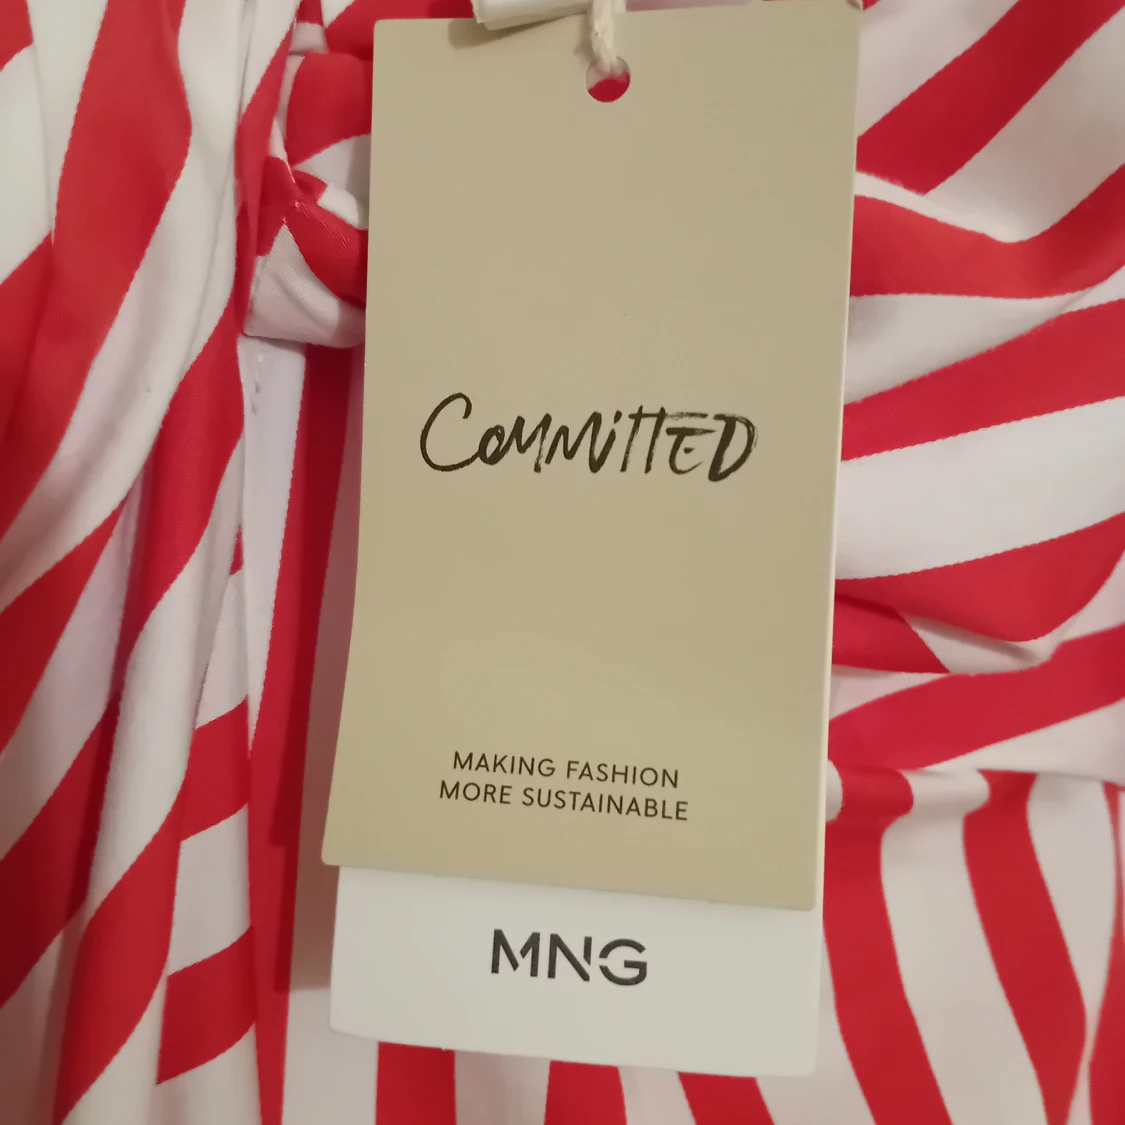 COMMITTED
MAKING FASHION
MORE SUSTAINABLE
MNG